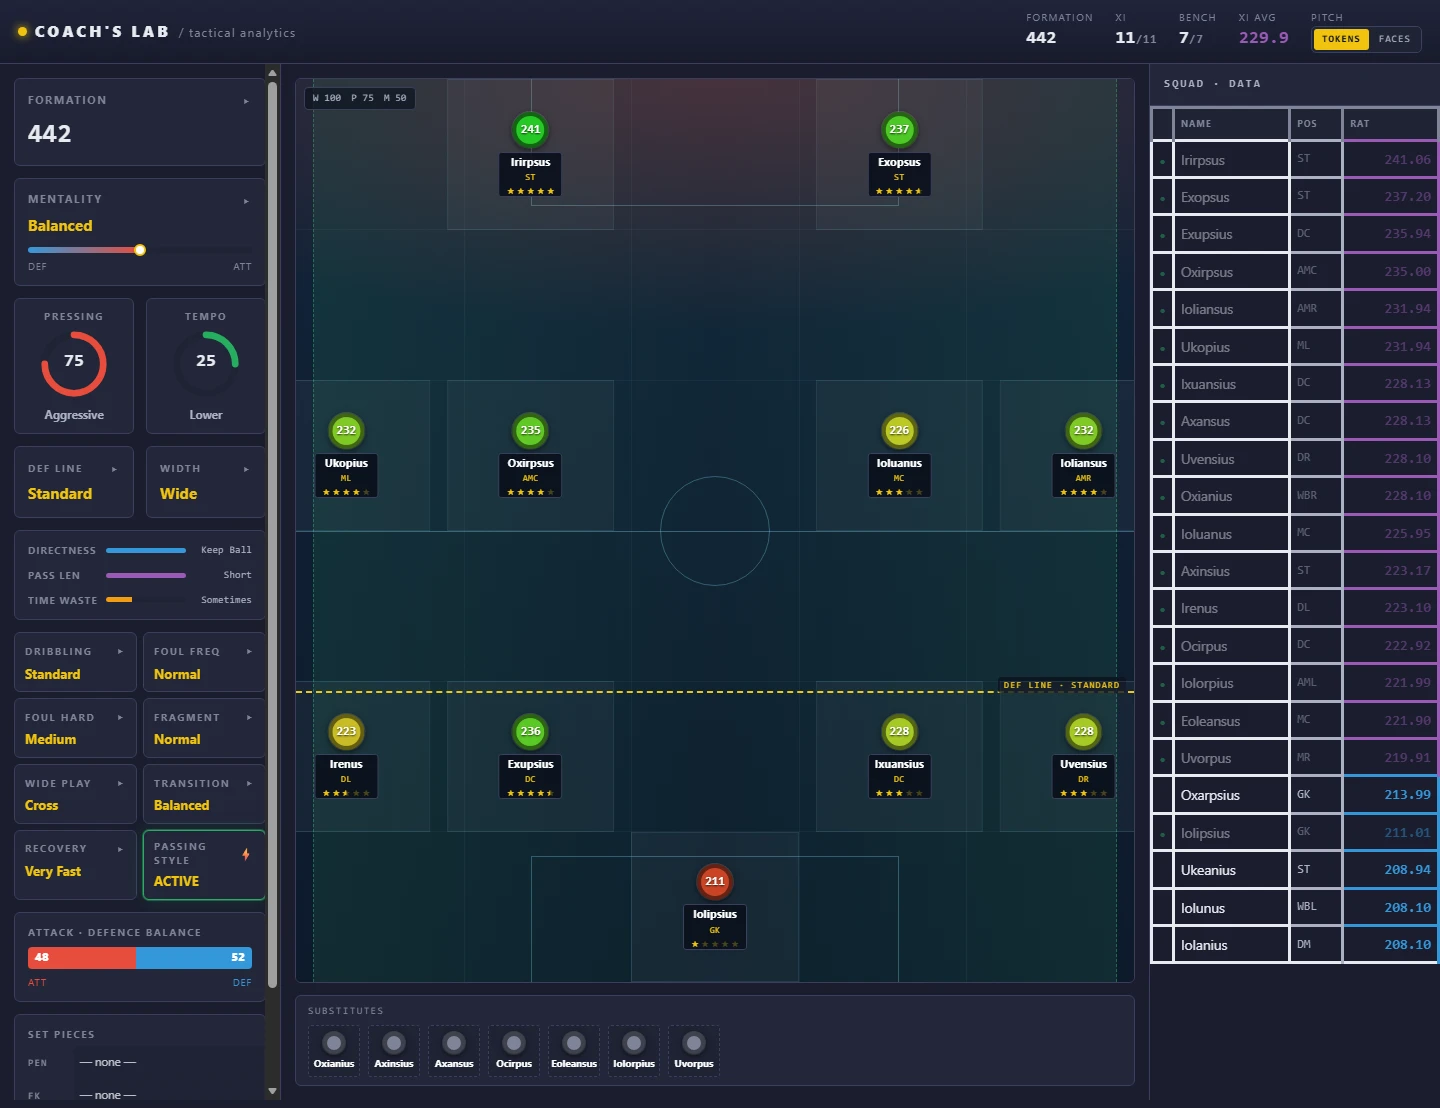 COACH'S LAB / tactical analytics
FORMATION
442
XI
11/11
BENCH
7/7
XI AVG
229.9
PITCH
TOKENS FACES
FORMATION
442
MENTALITY
Balanced
DEF ATT
PRESSING
75
Aggressive
TEMPO
25
Lower
DEF LINE
Standard
WIDTH
Wide
DIRECTNESS Keep Ball
PASS LEN Short
TIME WASTE Sometimes
DRIBBLING
Standard
FOUL FREQ
Normal
FOUL HARD
Medium
FRAGMENT
Normal
WIDE PLAY
Cross
TRANSITION
Balanced
RECOVERY
Very Fast
PASSING
STYLE
ACTIVE
ATTACK · DEFENCE BALANCE
48 52
ATT DEF
SET PIECES
PEN — none —
FK — none —
W 100 P 75 M 50
241
Irirpsus
ST
237
Exopsus
ST
232
Ukopius
ML
235
Oxirpsus
AMC
226
Ioluanus
MC
232
Ioliansus
AMR
DEF LINE · STANDARD
223
Irenus
DL
236
Exupsius
DC
228
Ixuansius
DC
228
Uvensius
DR
211
Iolipsius
GK
SUBSTITUTES
Oxianius Axinsius Axansus Ocirpus Eoleansus Iolorpius Uvorpus
SQUAD · DATA
NAME POS RAT
Irirpsus ST 241.06
Exopsus ST 237.20
Exupsius DC 235.94
Oxirpsus AMC 235.00
Ioliansus AMR 231.94
Ukopius ML 231.94
Ixuansius DC 228.13
Axansus DC 228.13
Uvensius DR 228.10
Oxianius WBR 228.10
Ioluanus MC 225.95
Axinsius ST 223.17
Irenus DL 223.10
Ocirpus DC 222.92
Iolorpius AML 221.99
Eoleansus MC 221.90
Uvorpus MR 219.91
Oxarpsius GK 213.99
Iolipsius GK 211.01
Ukeanius ST 208.94
Iolunus WBL 208.10
Iolanius DM 208.10